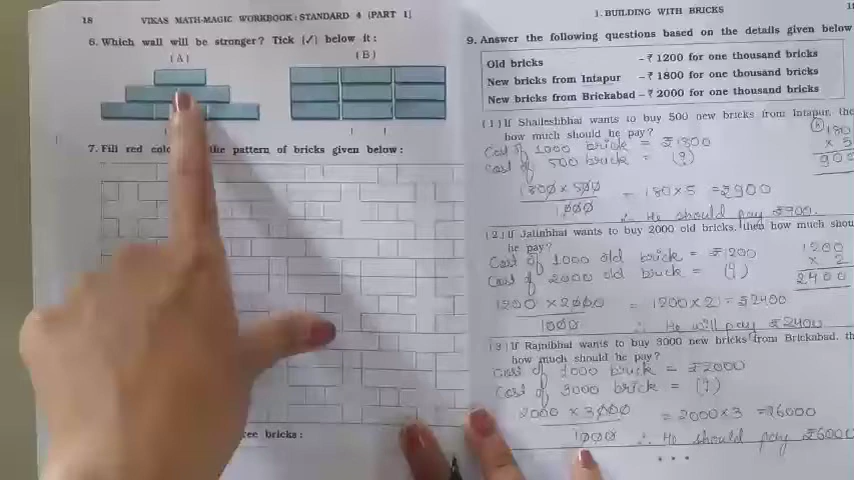 18 VIKAS MATH-MAGIC WORKBOOK : STANDARD 4 [PART 1]
6. Which wall will be stronger? Tick [✓] below it :
[A] [B]
[ ] [ ]
7. Fill red the pattern of bricks given below :
ree bricks :
1. BUILDING WITH BRICKS
9. Answer the following questions based on the details given below
Old bricks - ₹ 1200 for one thousand bricks
New bricks from Intapur - ₹ 1800 for one thousand bricks
New bricks from Brickabad - ₹ 2000 for one thousand bricks
[1] If Shaileshbhai wants to buy 500 new bricks from Intapur, the
how much should he pay?
Cost of 1000 brick = ₹1800
Cost of 500 brick = (?)
1800 × 500 = 180×5 = ₹900
1000
∴ He should pay ₹900.
180
× 5
900
[2] If Jatinbhai wants to buy 2000 old bricks, then how much shou
he pay?
Cost of 1000 old brick = ₹1200
Cost of 2000 old brick = (?)
1200 × 2000 = 1200×2 = ₹2400
1000
∴ He will pay ₹2400
1200
× 2
2400
[3] If Rajnibhai wants to buy 3000 new bricks from Brickabad, th
how much should he pay?
Cost of 1000 brick = ₹2000
Cost of 3000 brick = (?)
2000 × 3000 = 2000×3 = ₹6000
1000
∴ He should pay ₹6000
• • •